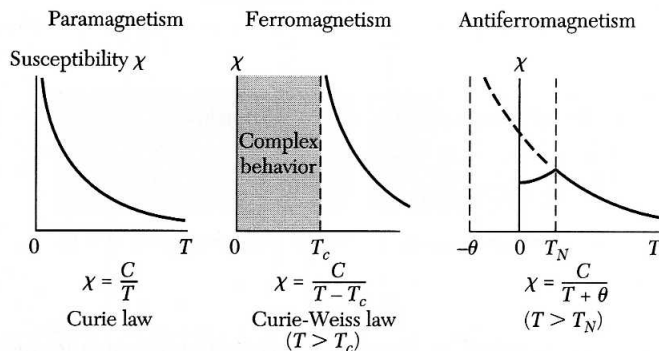 Paramagnetism
Susceptibility χ
0
T
χ = C/T
Curie law
Ferromagnetism
χ
Complex
behavior
0
T_c
χ = C/(T − T_c)
Curie-Weiss law
(T > T_c)
Antiferromagnetism
χ
−θ
0
T_N
T
χ = C/(T + θ)
(T > T_N)